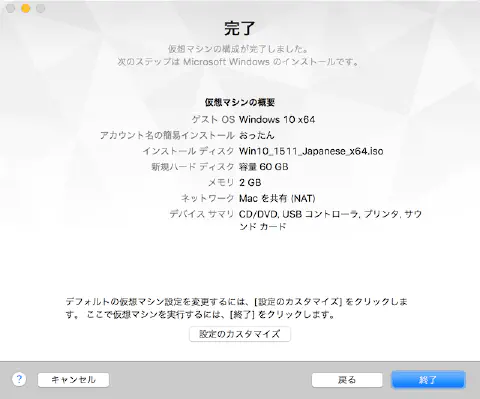 完了
仮想マシンの構成が完了しました。
次のステップは Microsoft Windows のインストールです。
仮想マシンの概要
ゲスト OS Windows 10 x64
アカウント名の簡易インストール おったん
インストール ディスク Win10_1511_Japanese_x64.iso
新規ハード ディスク 容量 60 GB
メモリ 2 GB
ネットワーク Mac を共有 (NAT)
デバイス サマリ CD/DVD, USB コントローラ, プリンタ, サウ
ンド カード
デフォルトの仮想マシン設定を変更するには、[設定のカスタマイズ] をクリックしま
す。 ここで仮想マシンを実行するには、[終了] をクリックします。
設定のカスタマイズ
? キャンセル 戻る 終了